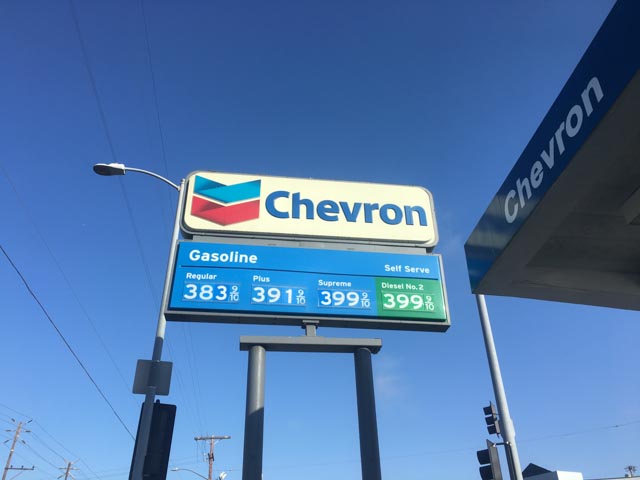 Chevron
Gasoline
Self Serve
Regular Plus Supreme Diesel No. 2
383 9/10 391 9/10 399 9/10 399 9/10
Chevron